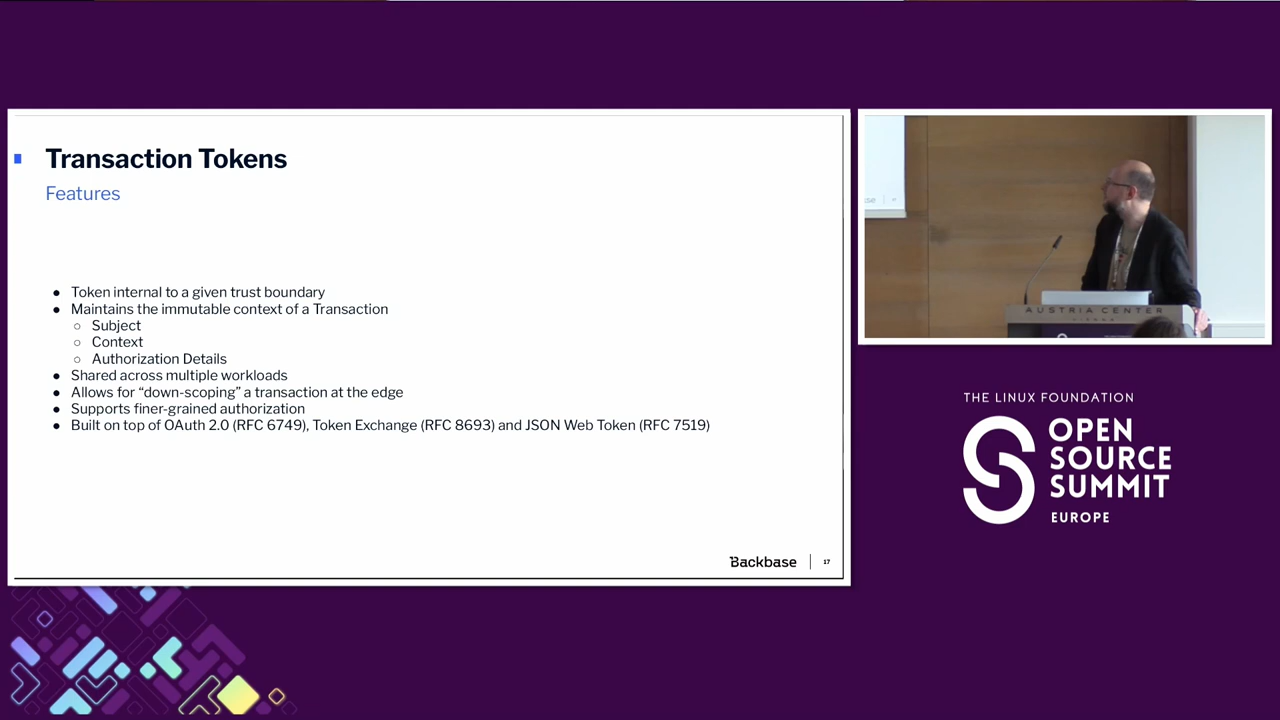 Transaction Tokens
Features
● Token internal to a given trust boundary
● Maintains the immutable context of a Transaction
○ Subject
○ Context
○ Authorization Details
● Shared across multiple workloads
● Allows for “down-scoping” a transaction at the edge
● Supports finer-grained authorization
● Built on top of OAuth 2.0 (RFC 6749), Token Exchange (RFC 8693) and JSON Web Token (RFC 7519)
Backbase
17
AUSTRIA CENTER
THE LINUX FOUNDATION
OPEN
SOURCE
SUMMIT
EUROPE